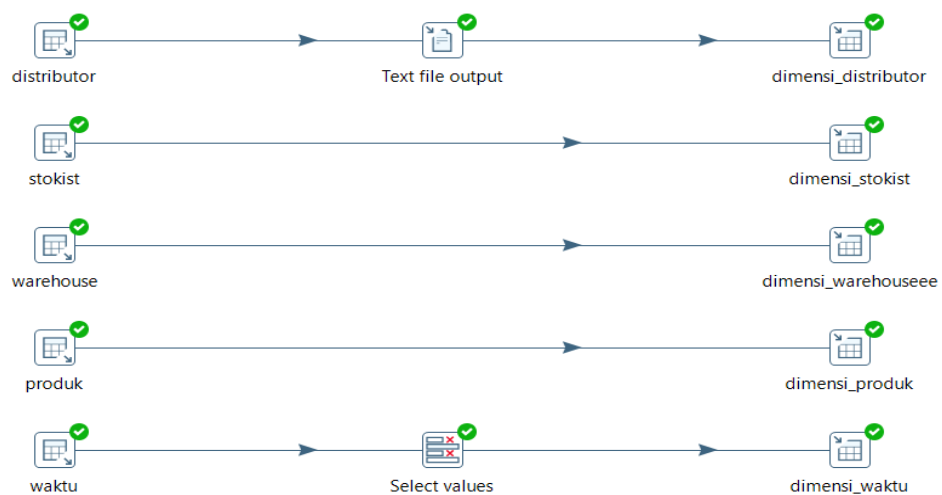 distributor
Text file output
dimensi_distributor
stokist
dimensi_stokist
warehouse
dimensi_warehouseee
produk
dimensi_produk
waktu
Select values
dimensi_waktu